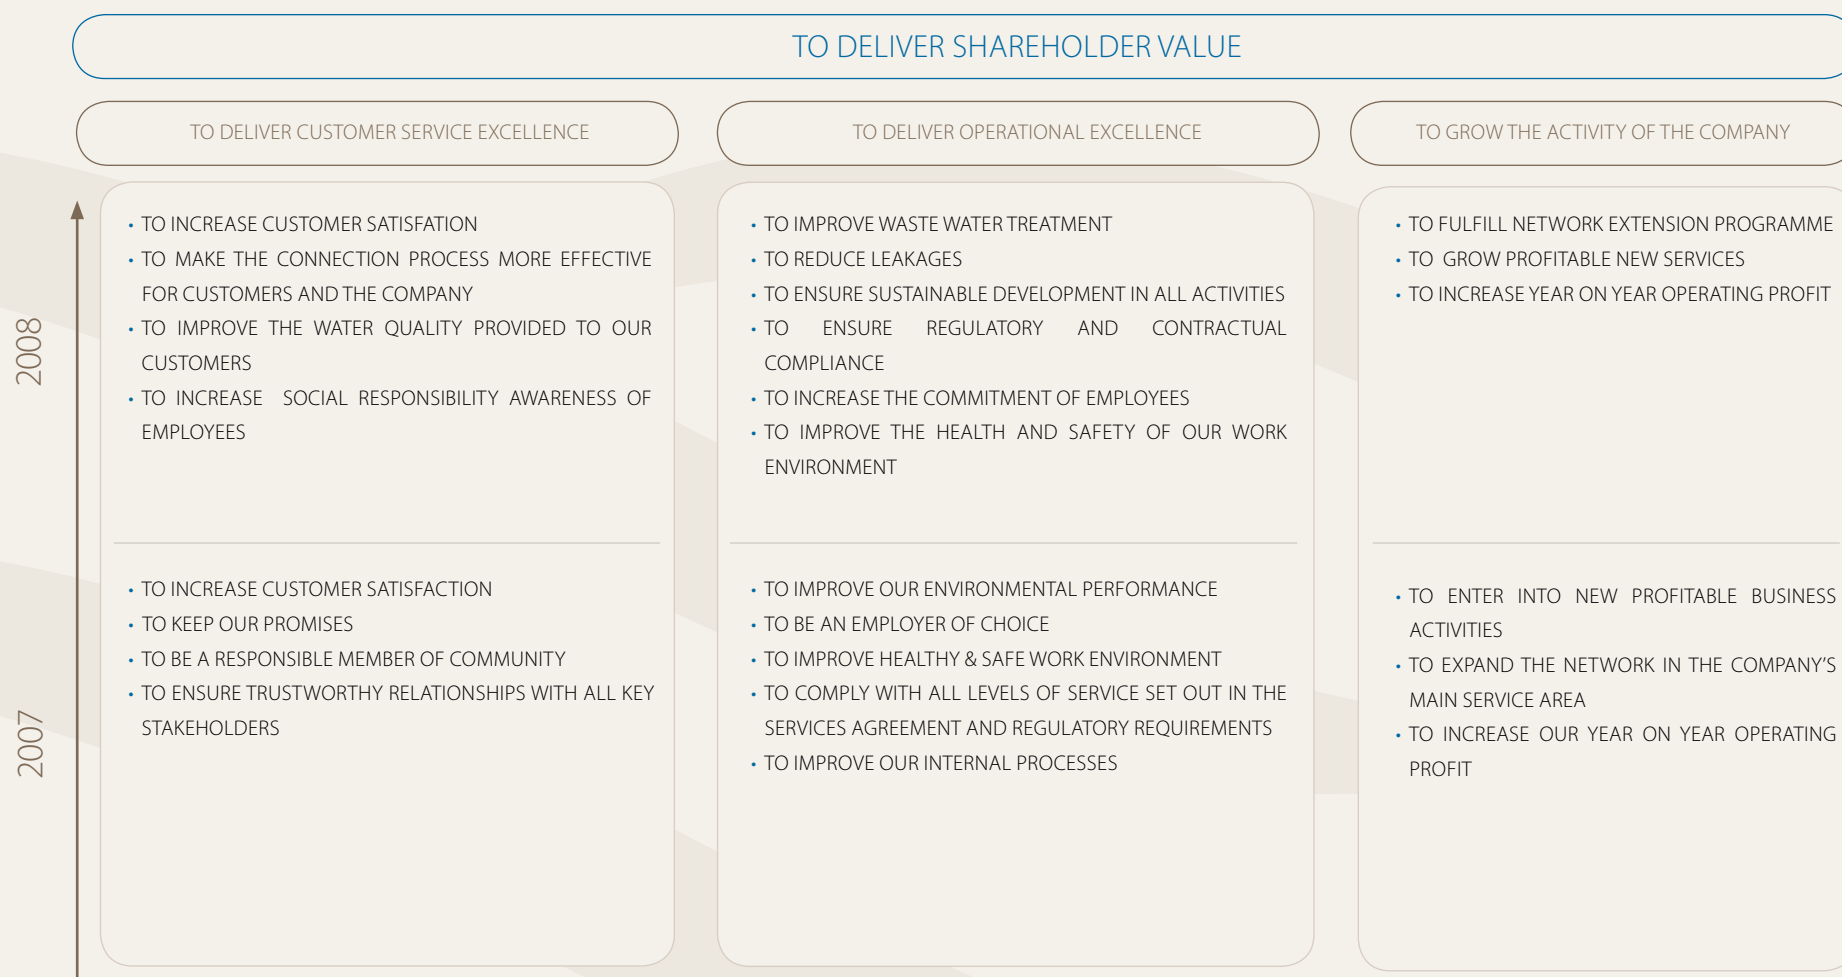 TO DELIVER SHAREHOLDER VALUE
TO DELIVER CUSTOMER SERVICE EXCELLENCE
TO DELIVER OPERATIONAL EXCELLENCE
TO GROW THE ACTIVITY OF THE COMPANY
2008
• TO INCREASE CUSTOMER SATISFATION
• TO MAKE THE CONNECTION PROCESS MORE EFFECTIVE
FOR CUSTOMERS AND THE COMPANY
• TO IMPROVE THE WATER QUALITY PROVIDED TO OUR
CUSTOMERS
• TO INCREASE SOCIAL RESPONSIBILITY AWARENESS OF
EMPLOYEES
• TO IMPROVE WASTE WATER TREATMENT
• TO REDUCE LEAKAGES
• TO ENSURE SUSTAINABLE DEVELOPMENT IN ALL ACTIVITIES
• TO ENSURE REGULATORY AND CONTRACTUAL
COMPLIANCE
• TO INCREASE THE COMMITMENT OF EMPLOYEES
• TO IMPROVE THE HEALTH AND SAFETY OF OUR WORK
ENVIRONMENT
• TO FULFILL NETWORK EXTENSION PROGRAMME
• TO GROW PROFITABLE NEW SERVICES
• TO INCREASE YEAR ON YEAR OPERATING PROFIT
2007
• TO INCREASE CUSTOMER SATISFACTION
• TO KEEP OUR PROMISES
• TO BE A RESPONSIBLE MEMBER OF COMMUNITY
• TO ENSURE TRUSTWORTHY RELATIONSHIPS WITH ALL KEY
STAKEHOLDERS
• TO IMPROVE OUR ENVIRONMENTAL PERFORMANCE
• TO BE AN EMPLOYER OF CHOICE
• TO IMPROVE HEALTHY & SAFE WORK ENVIRONMENT
• TO COMPLY WITH ALL LEVELS OF SERVICE SET OUT IN THE
SERVICES AGREEMENT AND REGULATORY REQUIREMENTS
• TO IMPROVE OUR INTERNAL PROCESSES
• TO ENTER INTO NEW PROFITABLE BUSINESS
ACTIVITIES
• TO EXPAND THE NETWORK IN THE COMPANY'S
MAIN SERVICE AREA
• TO INCREASE OUR YEAR ON YEAR OPERATING
PROFIT